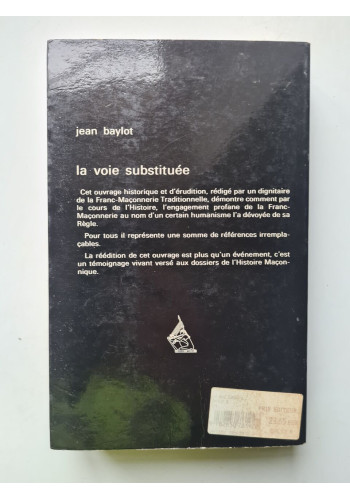 jean baylot
la voie substituée
Cet ouvrage historique et d'érudition, rédigé par un dignitaire
de la Franc-Maçonnerie Traditionnelle, démontre comment par
le cours de l'Histoire, l'engagement profane de la Franc-
Maçonnerie au nom d'un certain humanisme l'a dévoyée de sa
Règle.
Pour tous il représente une somme de références irrempla-
çables.
La réédition de cet ouvrage est plus qu'un événement, c'est
un témoignage vivant versé aux dossiers de l'Histoire Maçon-
nique.